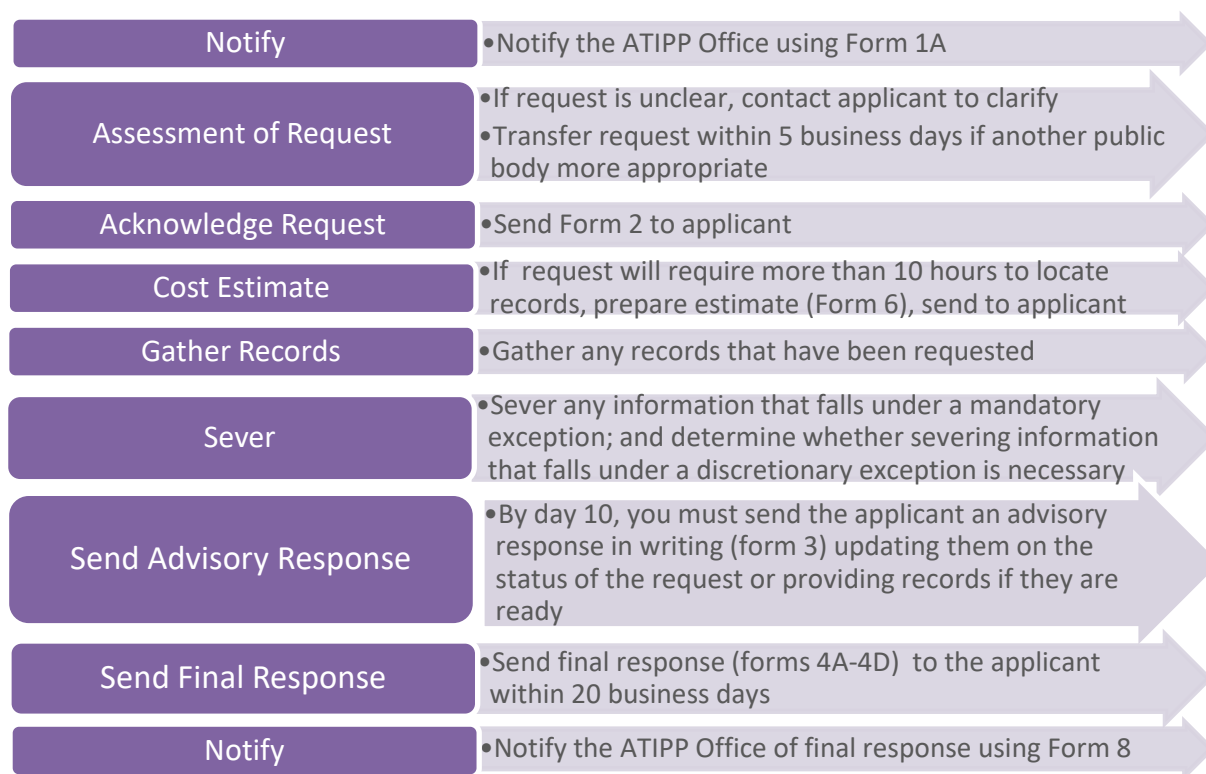 Notify
•Notify the ATIPP Office using Form 1A
Assessment of Request
•If request is unclear, contact applicant to clarify
•Transfer request within 5 business days if another public
body more appropriate
Acknowledge Request
•Send Form 2 to applicant
Cost Estimate
•If request will require more than 10 hours to locate
records, prepare estimate (Form 6), send to applicant
Gather Records
•Gather any records that have been requested
Sever
•Sever any information that falls under a mandatory
exception; and determine whether severing information
that falls under a discretionary exception is necessary
Send Advisory Response
•By day 10, you must send the applicant an advisory
response in writing (form 3) updating them on the
status of the request or providing records if they are
ready
Send Final Response
•Send final response (forms 4A-4D) to the applicant
within 20 business days
Notify
•Notify the ATIPP Office of final response using Form 8